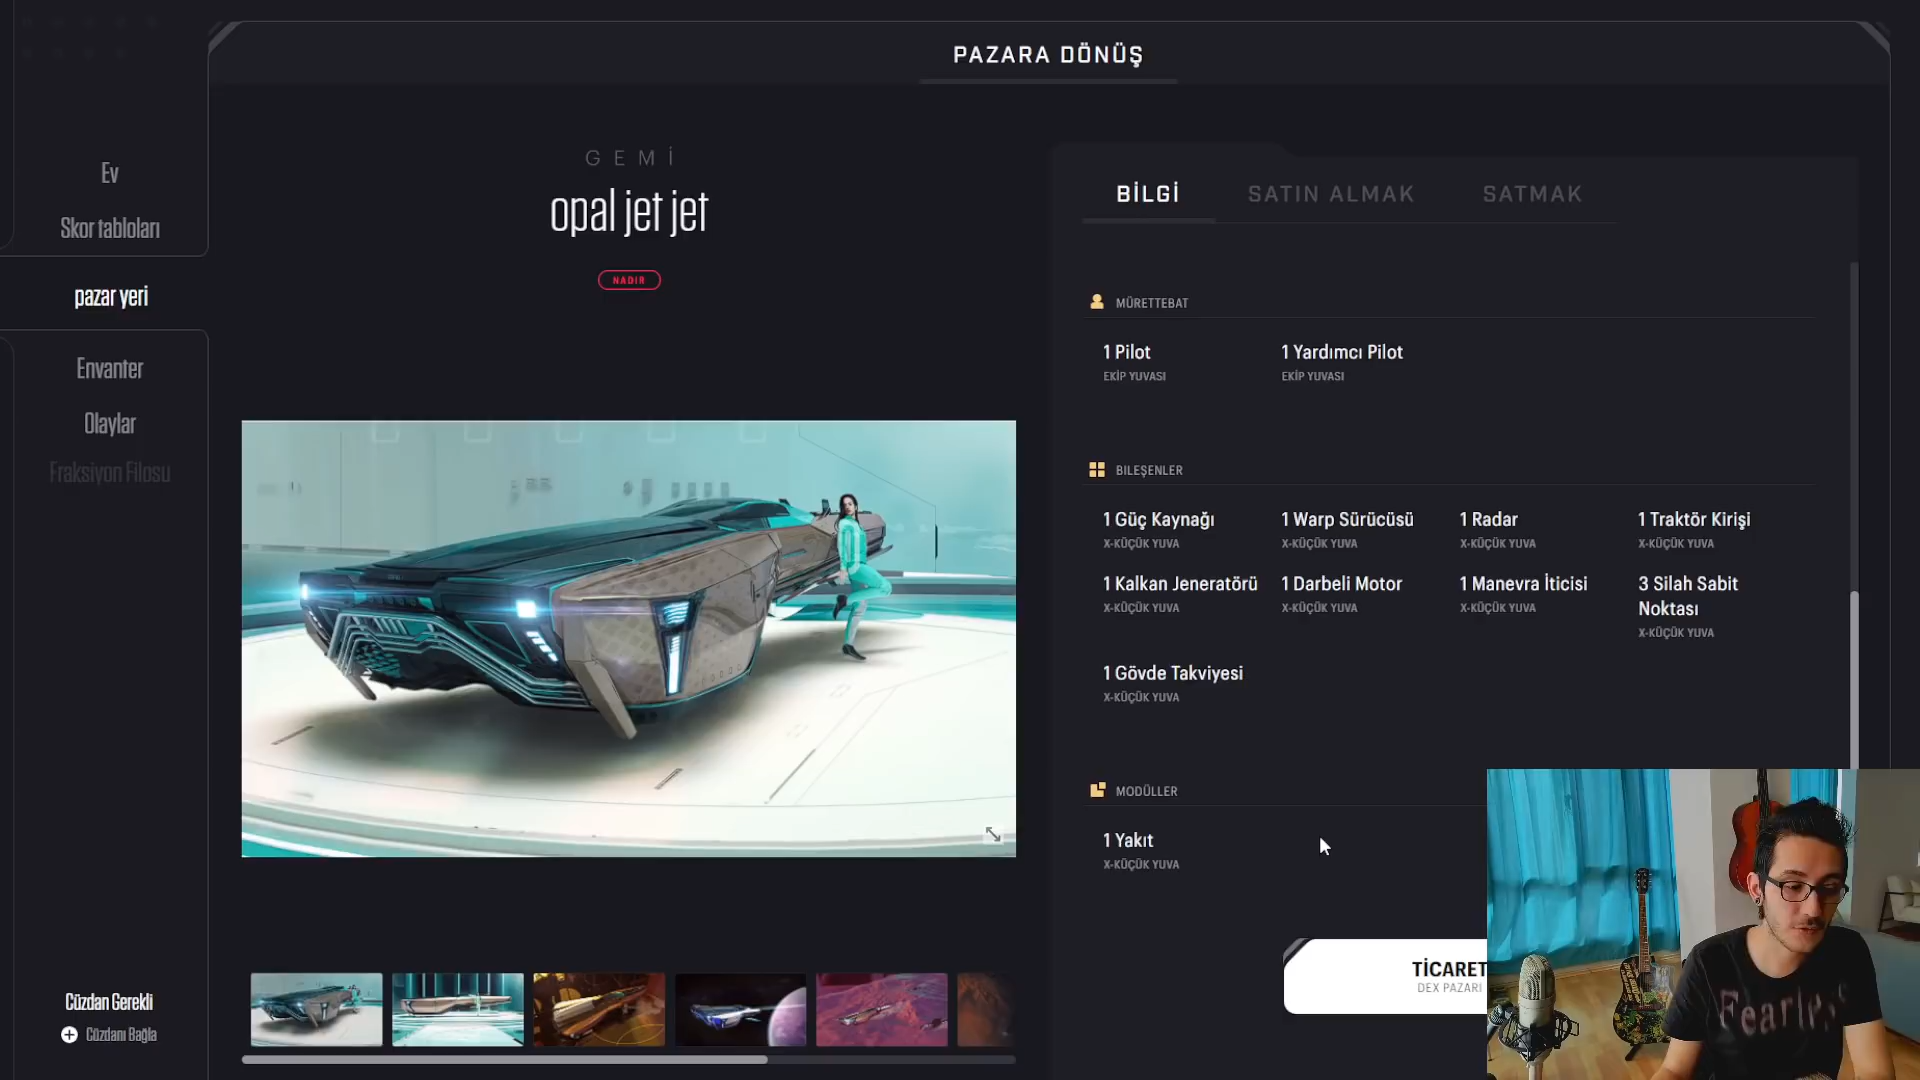 PAZARA DÖNÜŞ
Ev
Skor tabloları
pazar yeri
Envanter
Olaylar
Fraksiyon Filosu
Cüzdan Gerekli
Cüzdanı Bağla
GEMİ
opal jet jet
NADIR
BİLGİ
SATIN ALMAK
SATMAK
MÜRETTEBAT
1 Pilot
EKİP YUVASI
1 Yardımcı Pilot
EKİP YUVASI
BILEŞENLER
1 Güç Kaynağı
X-KÜÇÜK YUVA
1 Warp Sürücüsü
X-KÜÇÜK YUVA
1 Radar
X-KÜÇÜK YUVA
1 Traktör Kirişi
X-KÜÇÜK YUVA
1 Kalkan Jeneratörü
X-KÜÇÜK YUVA
1 Darbeli Motor
X-KÜÇÜK YUVA
1 Manevra İticisi
X-KÜÇÜK YUVA
3 Silah Sabit
Noktası
X-KÜÇÜK YUVA
1 Gövde Takviyesi
X-KÜÇÜK YUVA
MODÜLLER
1 Yakıt
X-KÜÇÜK YUVA
TİCARET
DEX PAZARI
Fearless